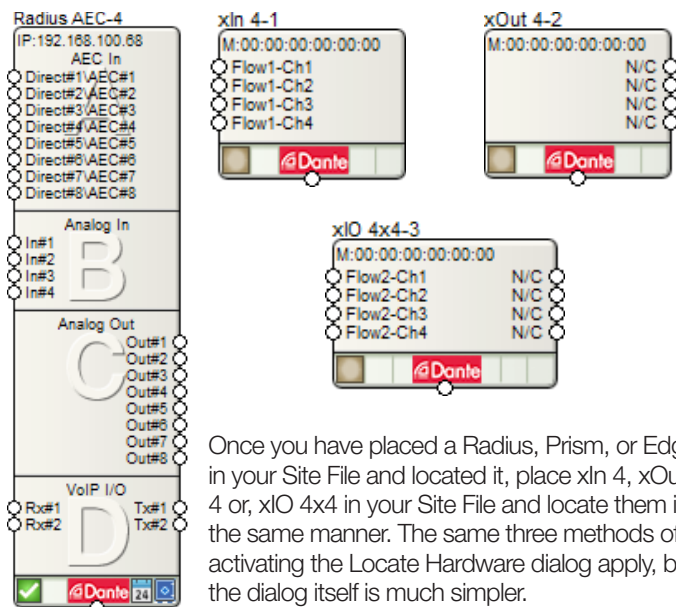 Radius AEC-4
IP:192.168.100.68
AEC In
Direct#1\AEC#1
Direct#2\AEC#2
Direct#3\AEC#3
Direct#4\AEC#4
Direct#5\AEC#5
Direct#6\AEC#6
Direct#7\AEC#7
Direct#8\AEC#8
A
Analog In
In#1
In#2
In#3
In#4
B
Analog Out
Out#1
Out#2
Out#3
Out#4
Out#5
Out#6
Out#7
Out#8
C
VoIP I/O
Rx#1 Tx#1
Rx#2 Tx#2
D
Dante 24
xIn 4-1
M:00:00:00:00:00:00
Flow1-Ch1
Flow1-Ch2
Flow1-Ch3
Flow1-Ch4
Dante
xOut 4-2
M:00:00:00:00:00:00
N/C
N/C
N/C
N/C
Dante
xIO 4x4-3
M:00:00:00:00:00:00
Flow2-Ch1 N/C
Flow2-Ch2 N/C
Flow2-Ch3 N/C
Flow2-Ch4 N/C
Dante
Once you have placed a Radius, Prism, or Edg
in your Site File and located it, place xIn 4, xOu
4 or, xIO 4x4 in your Site File and locate them i
the same manner. The same three methods of
activating the Locate Hardware dialog apply, b
the dialog itself is much simpler.